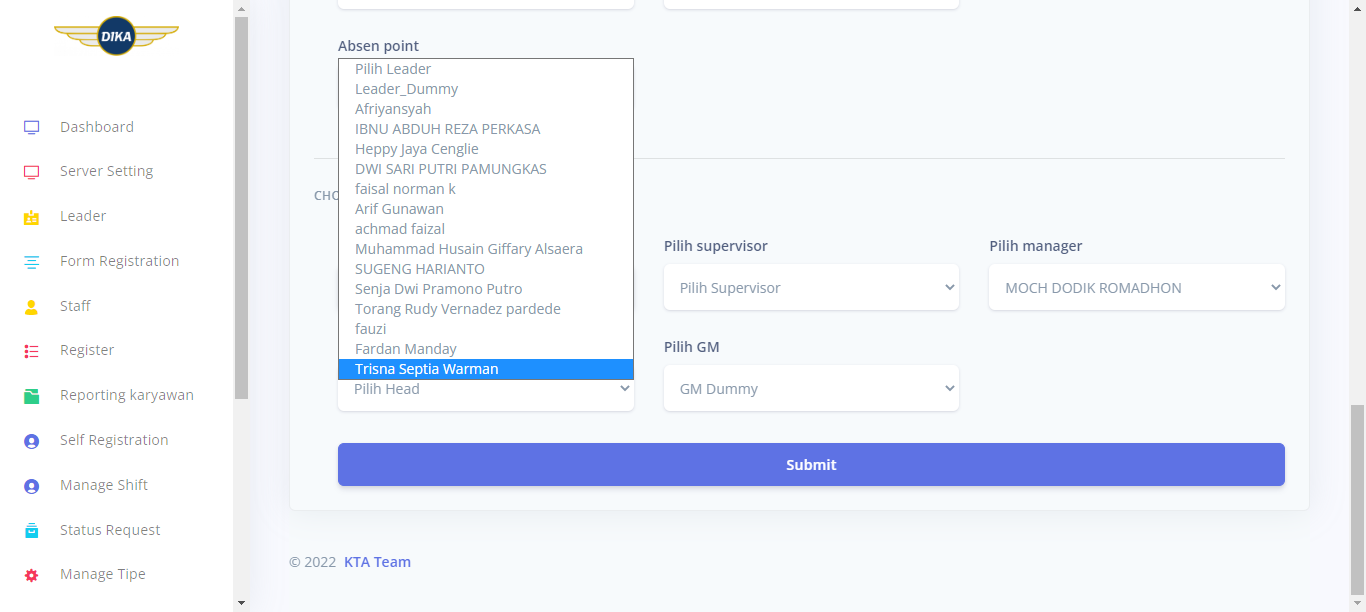 DIKA
Dashboard
Server Setting
Leader
Form Registration
Staff
Register
Reporting karyawan
Self Registration
Manage Shift
Status Request
Manage Tipe
Absen point
Pilih Leader
Leader_Dummy
Afriyansyah
IBNU ABDUH REZA PERKASA
Heppy Jaya Cenglie
DWI SARI PUTRI PAMUNGKAS
faisal norman k
Arif Gunawan
achmad faizal
Muhammad Husain Giffary Alsaera
SUGENG HARIANTO
Senja Dwi Pramono Putro
Torang Rudy Vernadez pardede
fauzi
Fardan Manday
Trisna Septia Warman
Pilih supervisor
Pilih Supervisor
Pilih manager
MOCH DODIK ROMADHON
Pilih Head
Pilih GM
GM Dummy
Submit
© 2022 KTA Team